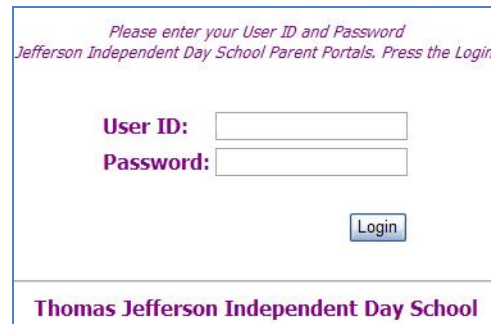 Please enter your User ID and Password
Jefferson Independent Day School Parent Portals. Press the Login
User ID:
Password:
Login
Thomas Jefferson Independent Day School